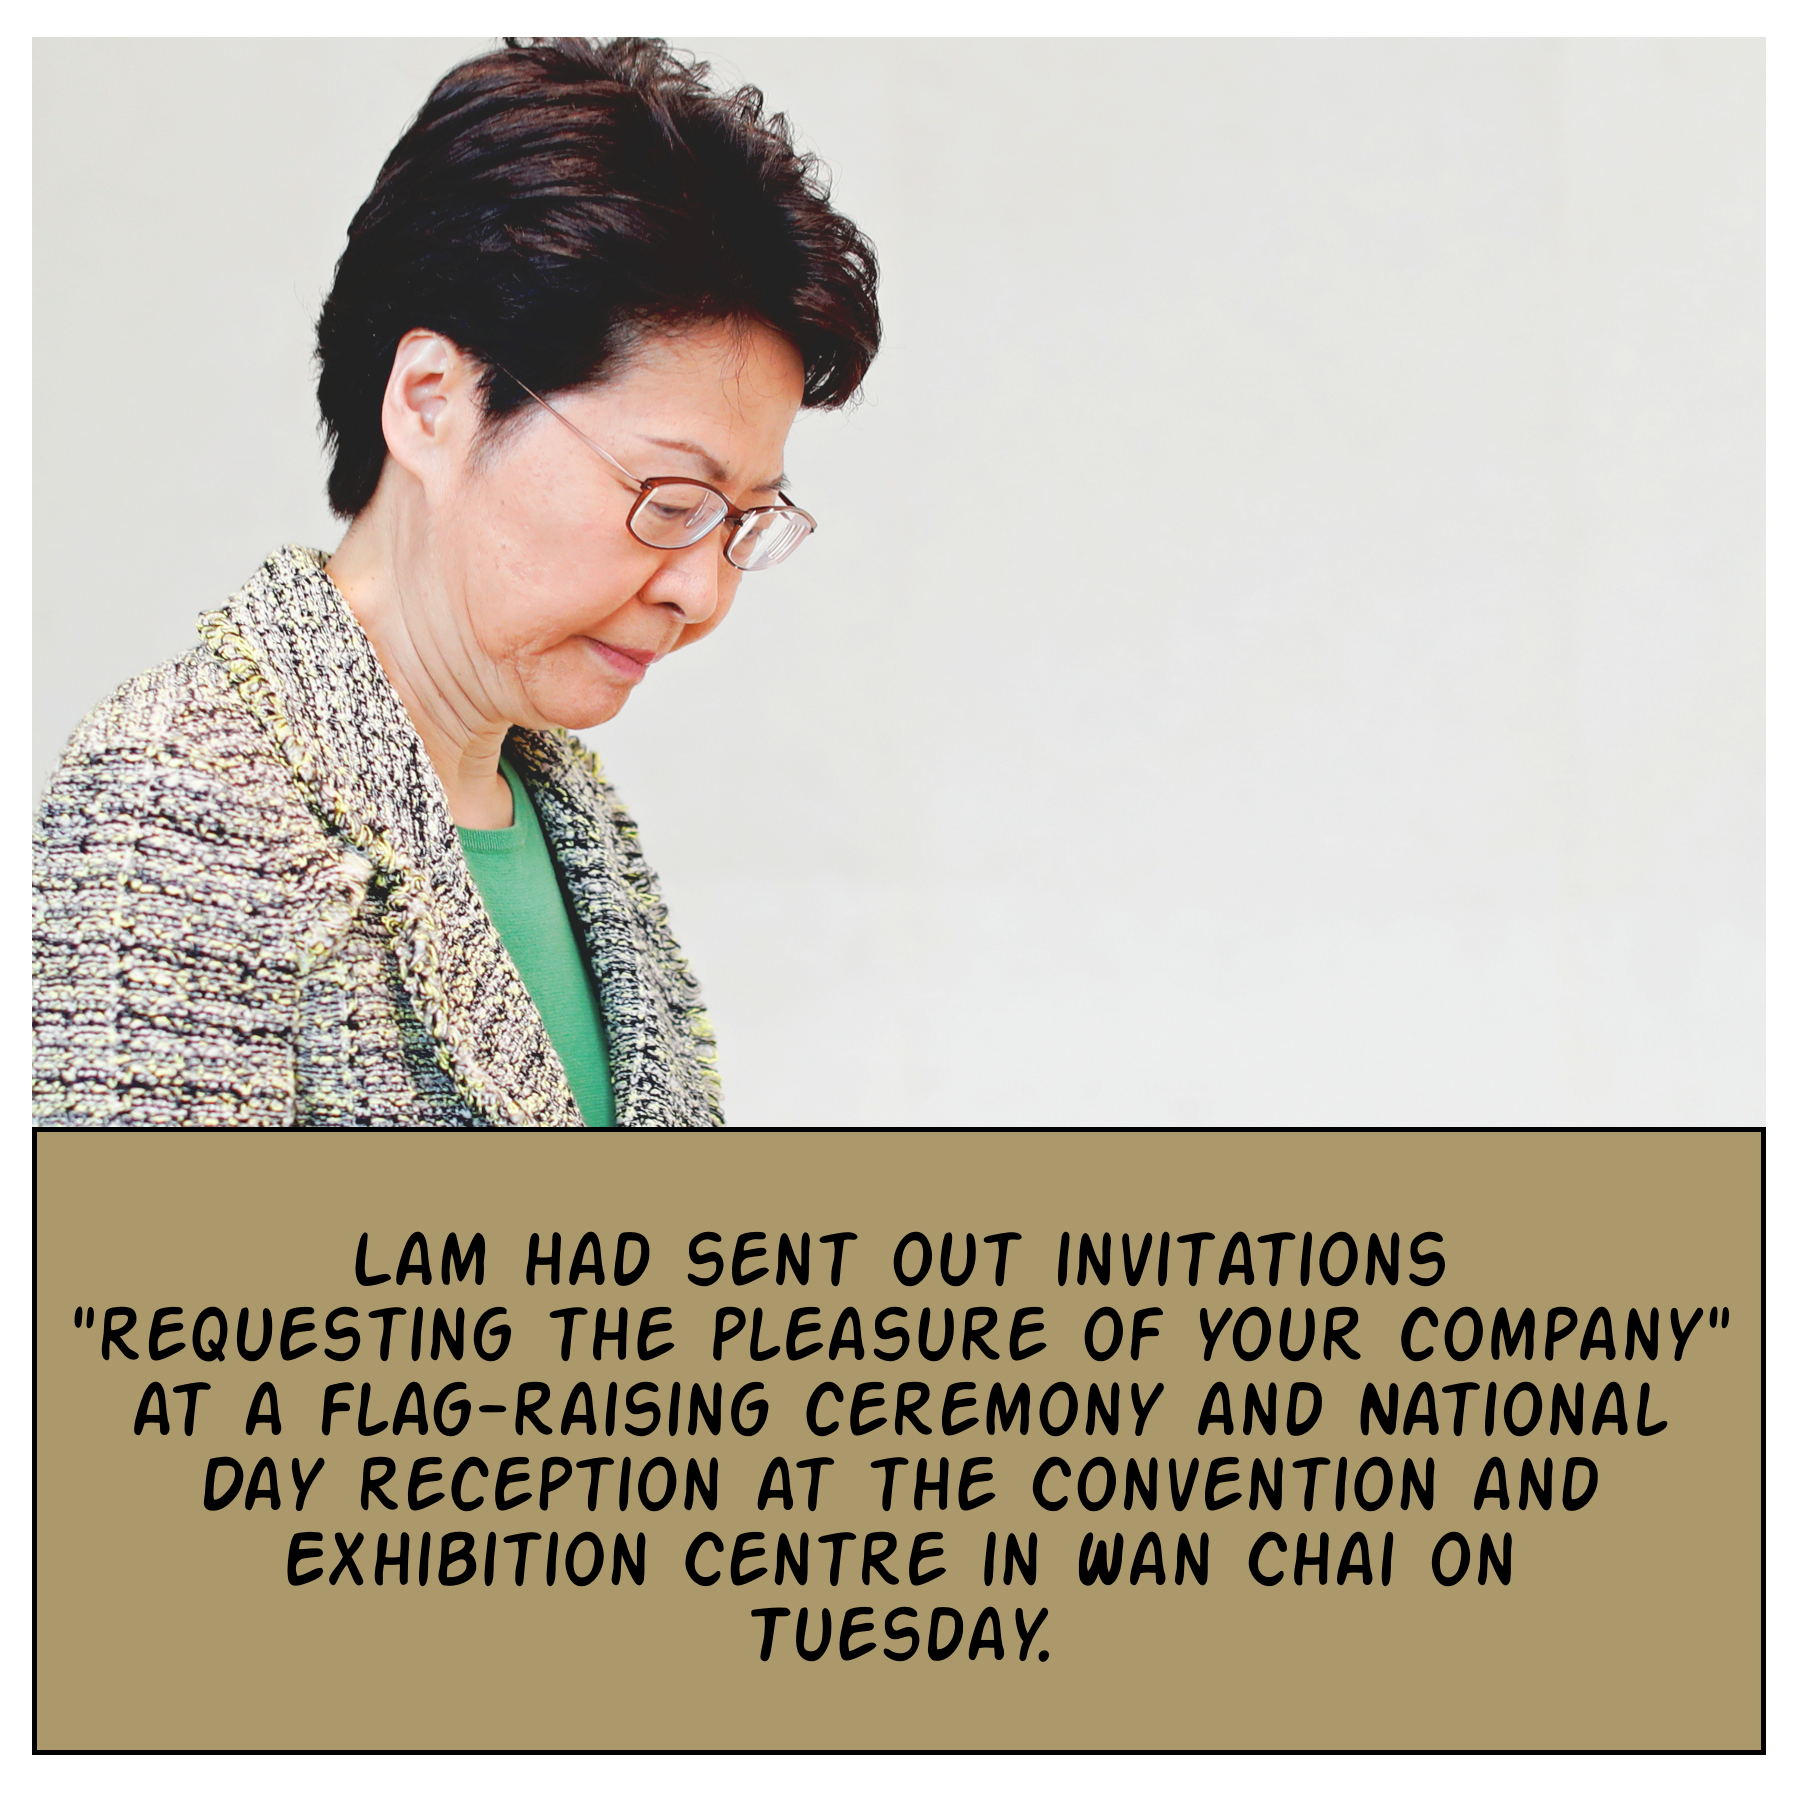 LAM HAD SENT OUT INVITATIONS
"REQUESTING THE PLEASURE OF YOUR COMPANY"
AT A FLAG-RAISING CEREMONY AND NATIONAL
DAY RECEPTION AT THE CONVENTION AND
EXHIBITION CENTRE IN WAN CHAI ON
TUESDAY.